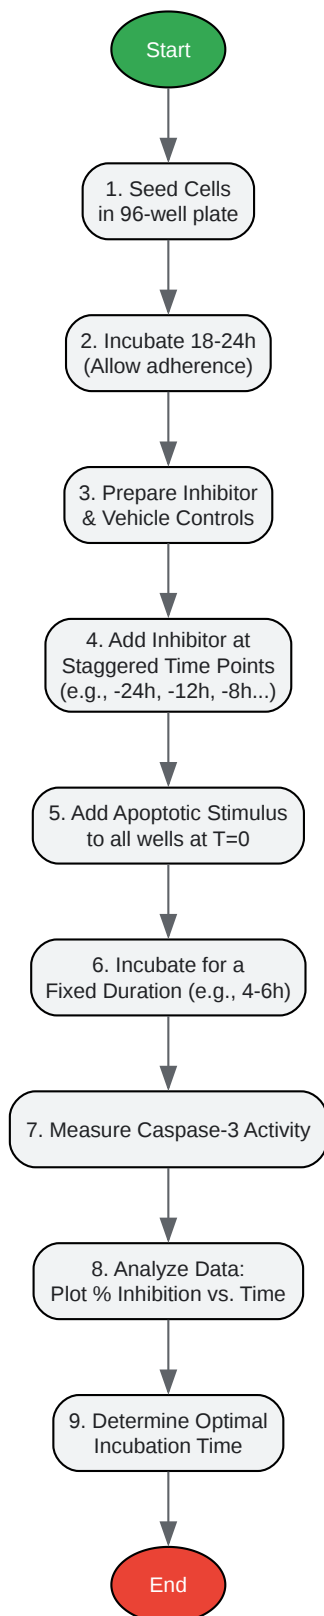 Start
1. Seed Cells
in 96-well plate
2. Incubate 18-24h
(Allow adherence)
3. Prepare Inhibitor
& Vehicle Controls
4. Add Inhibitor at
Staggered Time Points
(e.g., -24h, -12h, -8h...)
5. Add Apoptotic Stimulus
to all wells at T=0
6. Incubate for a
Fixed Duration (e.g., 4-6h)
7. Measure Caspase-3 Activity
8. Analyze Data:
Plot % Inhibition vs. Time
9. Determine Optimal
Incubation Time
End